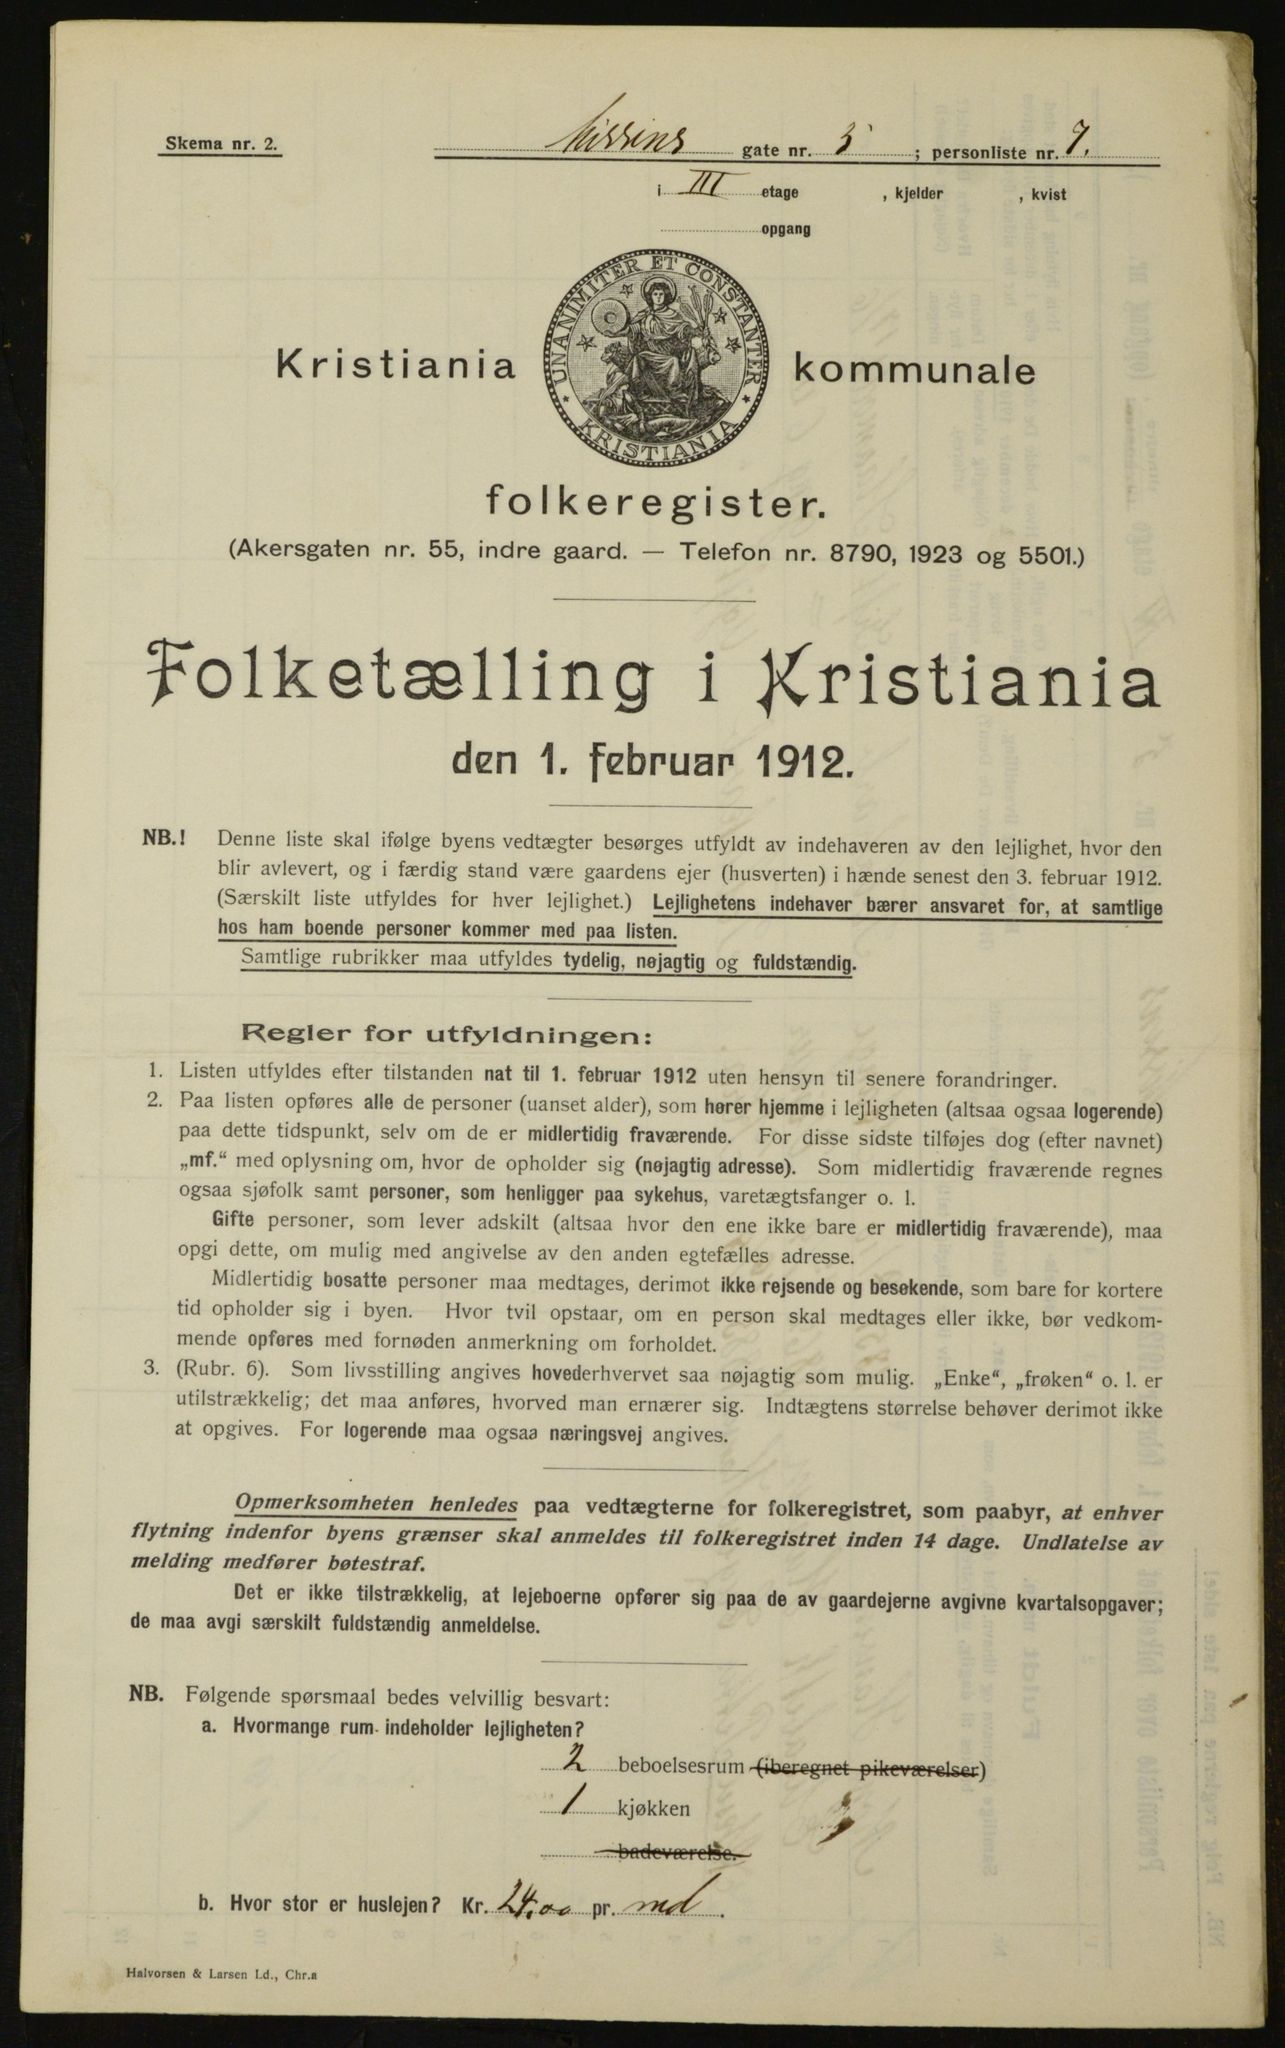 Skema nr. 2.
gate nr. 5 ; personliste nr. 7.
i III etage , kjelder , kvist
opgang
UNANIMITER ET CONSTANTER
KRISTIANIA
Kristiania kommunale
folkeregister.
(Akersgaten nr. 55, indre gaard. — Telefon nr. 8790, 1923 og 5501.)
Folketælling i Kristiania
den 1. februar 1912.
NB.! Denne liste skal ifølge byens vedtægter besørges utfyldt av indehaveren av den lejlighet, hvor den
blir avlevert, og i færdig stand være gaardens ejer (husverten) i hænde senest den 3. februar 1912.
(Særskilt liste utfyldes for hver lejlighet.) Lejlighetens indehaver bærer ansvaret for, at samtlige
hos ham boende personer kommer med paa listen.
Samtlige rubrikker maa utfyldes tydelig, nøjagtig og fuldstændig.
Regler for utfyldningen:
1. Listen utfyldes efter tilstanden nat til 1. februar 1912 uten hensyn til senere forandringer.
2. Paa listen opføres alle de personer (uanset alder), som hører hjemme i lejligheten (altsaa ogsaa logerende)
paa dette tidspunkt, selv om de er midlertidig fraværende. For disse sidste tilføjes dog (efter navnet)
„mf.“ med oplysning om, hvor de opholder sig (nøjagtig adresse). Som midlertidig fraværende regnes
ogsaa sjøfolk samt personer, som henligger paa sykehus, varetægtsfanger o. l.
Gifte personer, som lever adskilt (altsaa hvor den ene ikke bare er midlertidig fraværende), maa
opgi dette, om mulig med angivelse av den anden egtefælles adresse.
Midlertidig bosatte personer maa medtages, derimot ikke rejsende og besøkende, som bare for kortere
tid opholder sig i byen. Hvor tvil opstaar, om en person skal medtages eller ikke, bør vedkom-
mende opføres med fornøden anmerkning om forholdet.
3. (Rubr. 6). Som livsstilling angives hovederhvervet saa nøjagtig som mulig. „Enke“, „frøken“ o. l. er
utilstrækkelig; det maa anføres, hvorved man ernærer sig. Indtægtens størrelse behøver derimot ikke
at opgives. For logerende maa ogsaa næringsvej angives.
Opmerksomheten henledes paa vedtægterne for folkeregistret, som paabyr, at enhver
flytning indenfor byens grænser skal anmeldes til folkeregistret inden 14 dage. Undlatelse av
melding medfører bøtestraf.
Det er ikke tilstrækkelig, at lejeboerne opfører sig paa de av gaardejerne avgivne kvartalsopgaver;
de maa avgi særskilt fuldstændig anmeldelse.
NB. Følgende spørsmaal bedes velvillig besvart:
a. Hvormange rum indeholder lejligheten?
2 beboelsesrum (iberegnet pikeværelser)
1 kjøkken
badeværelse.
b. Hvor stor er huslejen? Kr. 24.00 pr. md.
Halvorsen & Larsen Ld., Chr.a